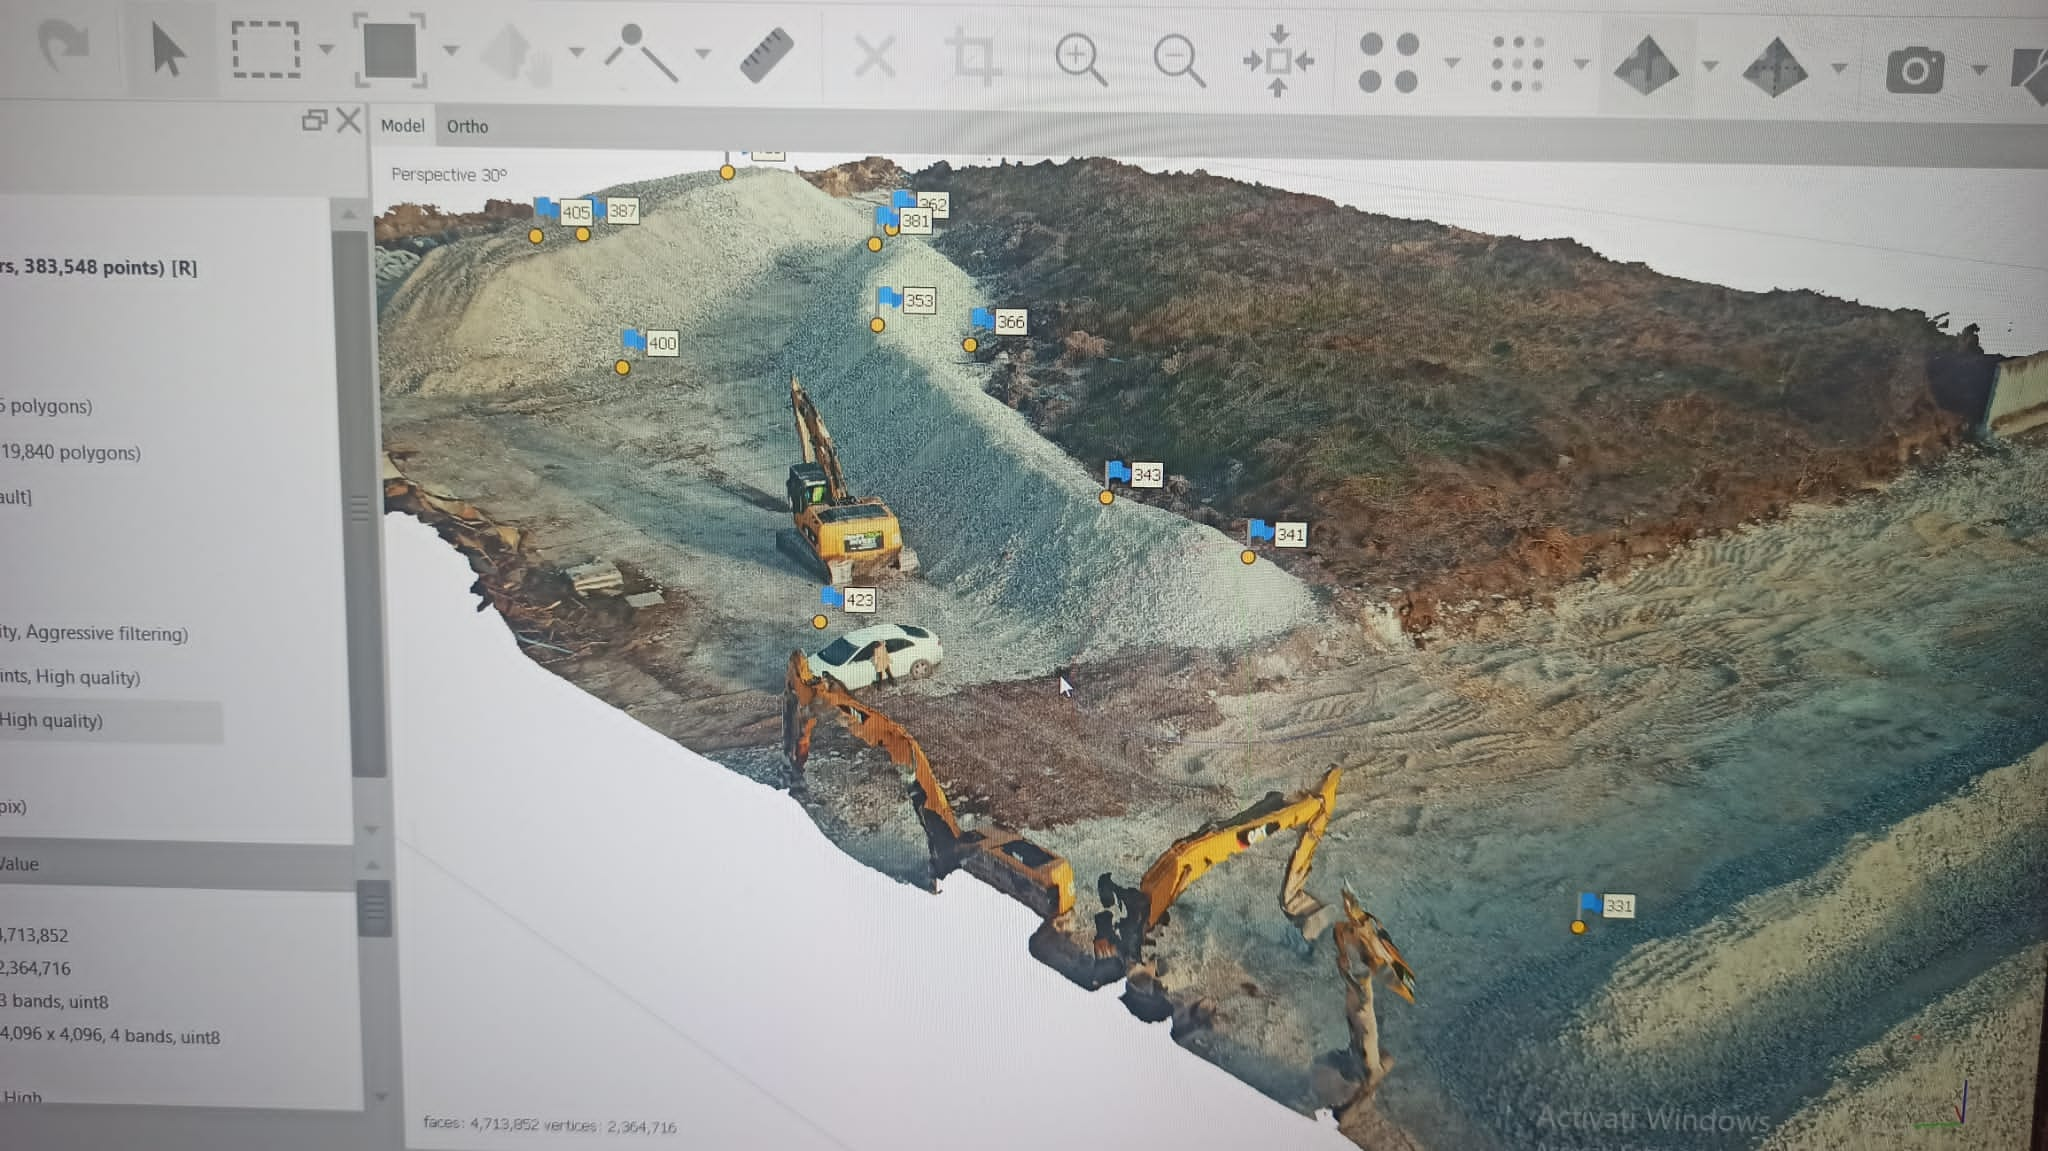 Model
Ortho
Perspective 30°
405
387
362
381
353
366
400
343
341
423
CAT
331
rs, 383,548 points) [R]
polygons)
19,840 polygons)
ault]
ity, Aggressive filtering)
ints, High quality)
High quality)
pix)
Value
4,713,852
2,364,716
3 bands, uint8
4,096 x 4,096, 4 bands, uint8
High
faces: 4,713,852 vertices: 2,364,716
Activati Windows